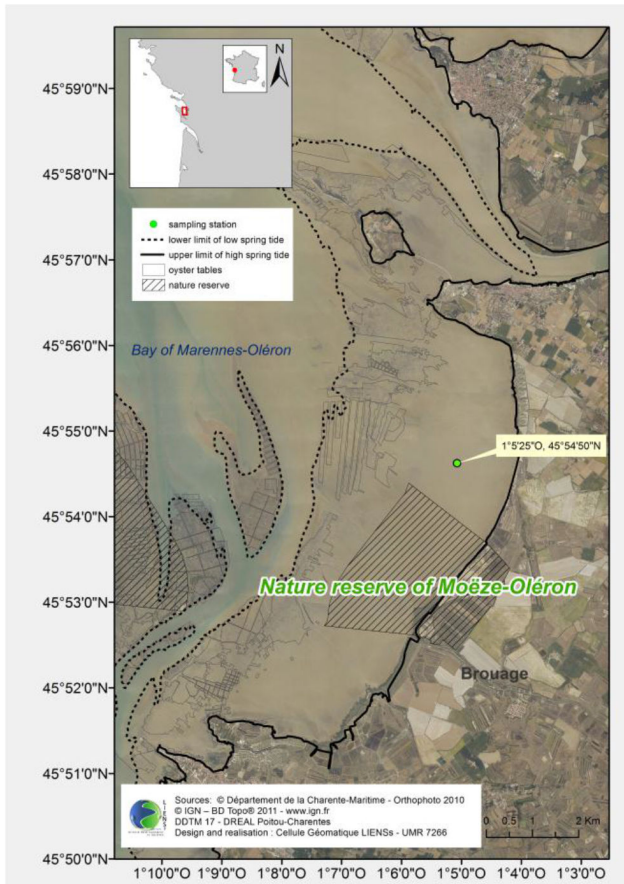 N
45°59'0"N
45°58'0"N
45°57'0"N
45°56'0"N
45°55'0"N
45°54'0"N
45°53'0"N
45°52'0"N
45°51'0"N
45°50'0"N
sampling station
lower limit of low spring tide
upper limit of high spring tide
oyster tables
nature reserve
Bay of Marennes-Oléron
1°5'25"O, 45°54'50"N
Nature reserve of Moëze-Oléron
Brouage
LIENSs
Sources: © Département de la Charente-Maritime - Orthophoto 2010
© IGN – BD Topo® 2011 - www.ign.fr
DDTM 17 - DREAL Poitou-Charentes
Design and realisation : Cellule Géomatique LIENSs - UMR 7266
0 0.5 1 2 Km
1°10'0"O 1°9'0"O 1°8'0"O 1°7'0"O 1°6'0"O 1°5'0"O 1°4'0"O 1°3'0"O